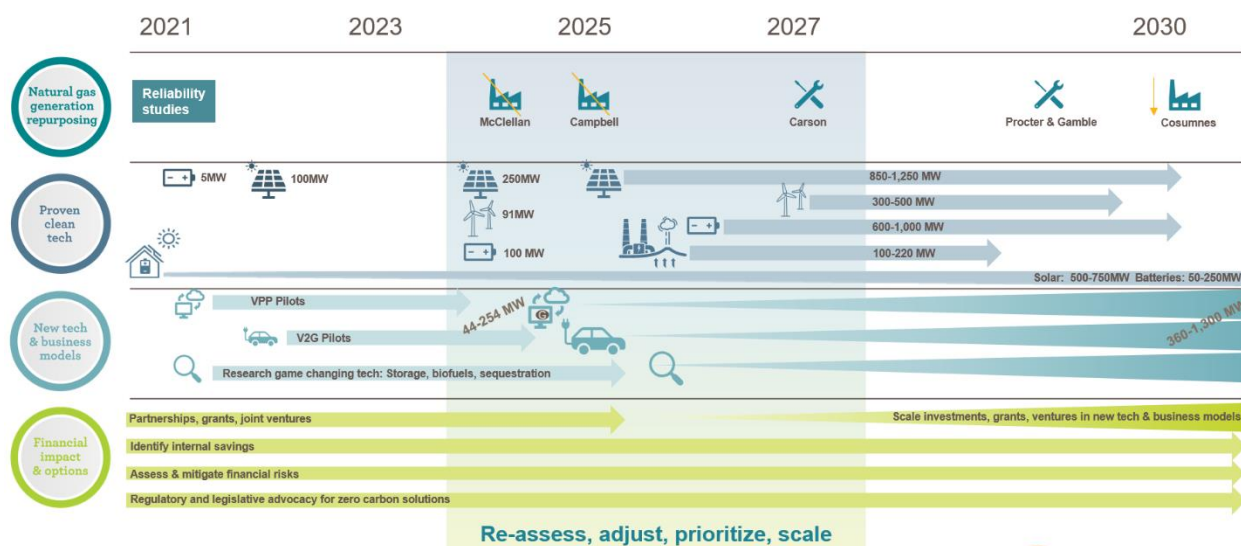 2021 2023 2025 2027 2030
Natural gas
generation
repurposing
Reliability
studies
McClellan Campbell Carson Procter & Gamble Cosumnes
Proven
clean
tech
5MW 100MW 250MW 850-1,250 MW
91MW 300-500 MW
600-1,000 MW
100 MW 100-220 MW
Solar: 500-750MW Batteries: 50-250MW
New tech
& business
models
VPP Pilots
44-254 MW
G
360-1,300 MW
V2G Pilots
Research game changing tech: Storage, biofuels, sequestration
Financial
impact
& options
Partnerships, grants, joint ventures
Scale investments, grants, ventures in new tech & business models
Identify internal savings
Assess & mitigate financial risks
Regulatory and legislative advocacy for zero carbon solutions
Re-assess, adjust, prioritize, scale